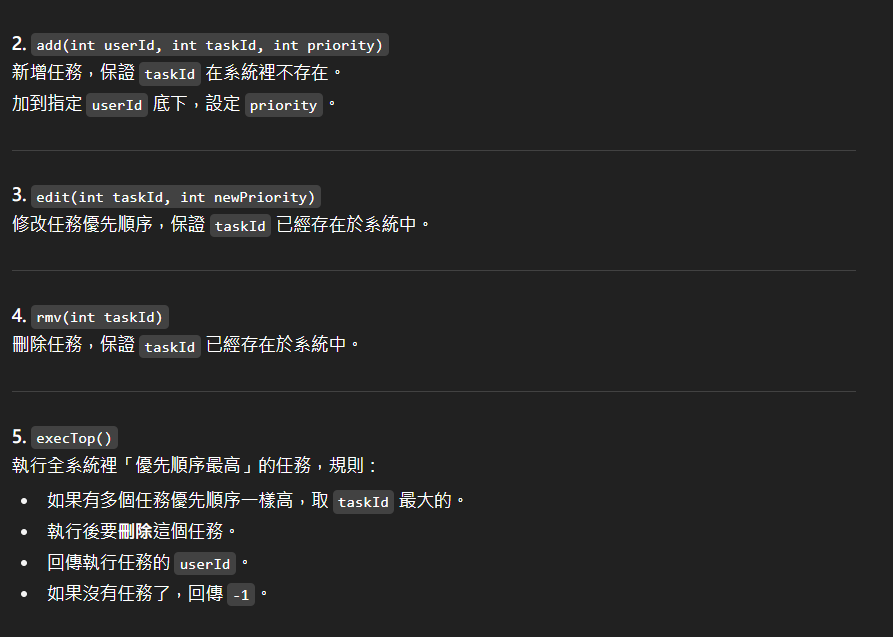 2. add(int userId, int taskId, int priority)
新增任務，保證 taskId 在系統裡不存在。
加到指定 userId 底下，設定 priority。
3. edit(int taskId, int newPriority)
修改任務優先順序，保證 taskId 已經存在於系統中。
4. rmv(int taskId)
刪除任務，保證 taskId 已經存在於系統中。
5. execTop()
執行全系統裡「優先順序最高」的任務，規則：
• 如果有多個任務優先順序一樣高，取 taskId 最大的。
• 執行後要刪除這個任務。
• 回傳執行任務的 userId。
• 如果沒有任務了，回傳 -1。